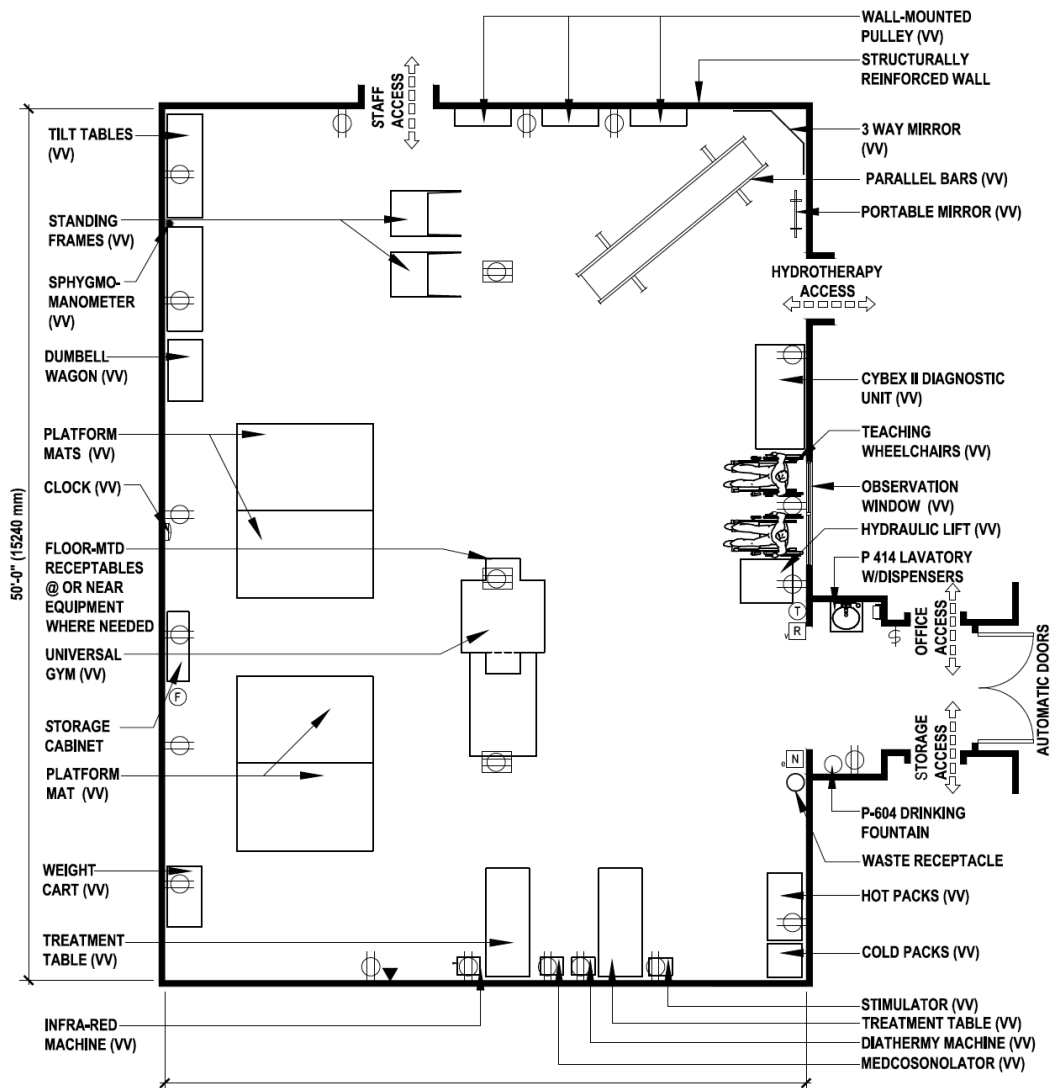 WALL-MOUNTED
PULLEY (VV)
STRUCTURALLY
REINFORCED WALL
STAFF
ACCESS
TILT TABLES
(VV)
3 WAY MIRROR
(VV)
PARALLEL BARS (VV)
PORTABLE MIRROR (VV)
STANDING
FRAMES (VV)
SPHYGMO-
MANOMETER
(VV)
HYDROTHERAPY
ACCESS
DUMBELL
WAGON (VV)
CYBEX II DIAGNOSTIC
UNIT (VV)
PLATFORM
MATS (VV)
TEACHING
WHEELCHAIRS (VV)
CLOCK (VV)
OBSERVATION
WINDOW (VV)
HYDRAULIC LIFT (VV)
50'-0" (15240 mm)
FLOOR-MTD
RECEPTABLES
@ OR NEAR
EQUIPMENT
WHERE NEEDED
P 414 LAVATORY
W/DISPENSERS
T
v R
OFFICE
ACCESS
UNIVERSAL
GYM (VV)
F
AUTOMATIC DOORS
STORAGE
CABINET
STORAGE
ACCESS
e N
PLATFORM
MAT (VV)
P-604 DRINKING
FOUNTAIN
WASTE RECEPTACLE
WEIGHT
CART (VV)
HOT PACKS (VV)
TREATMENT
TABLE (VV)
COLD PACKS (VV)
INFRA-RED
MACHINE (VV)
STIMULATOR (VV)
TREATMENT TABLE (VV)
DIATHERMY MACHINE (VV)
MEDCOSONOLATOR (VV)